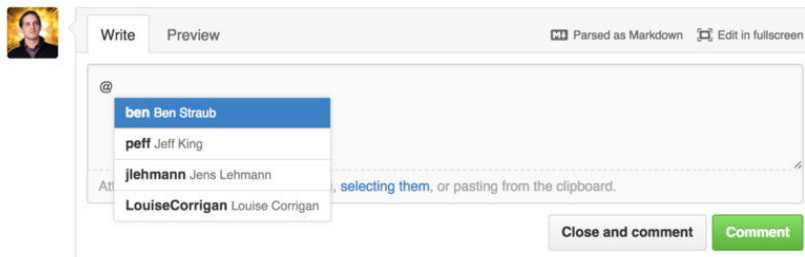 Write Preview Parsed as Markdown Edit in fullscreen
@
ben Ben Straub
peff Jeff King
jlehmann Jens Lehmann
At , selecting them, or pasting from the clipboard.
LouiseCorrigan Louise Corrigan
Close and comment Comment